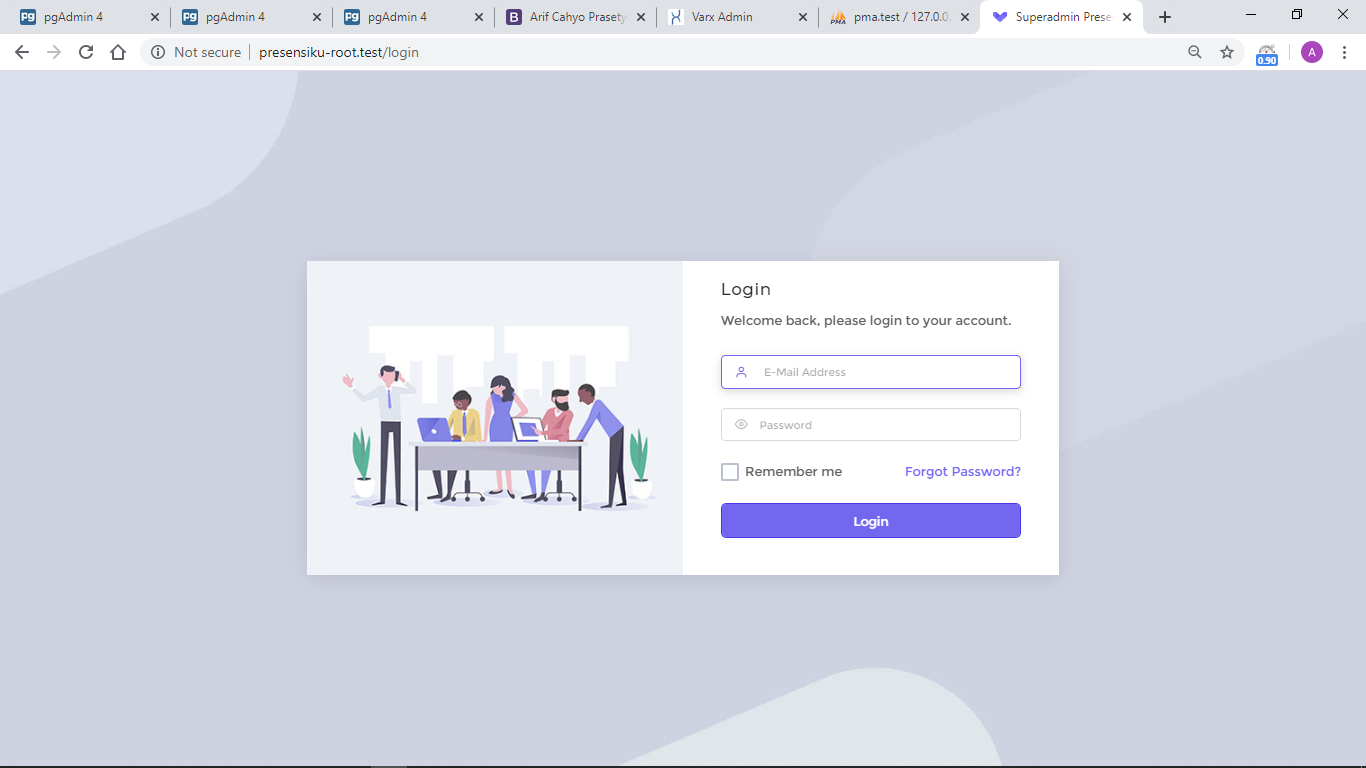 pgAdmin 4
pgAdmin 4
pgAdmin 4
Arif Cahyo Prasety
Varx Admin
pma.test / 127.0.0.
Superadmin Prese
Not secure
presensiku-root.test/login
0.90
A
Login
Welcome back, please login to your account.
E-Mail Address
Password
Remember me
Forgot Password?
Login